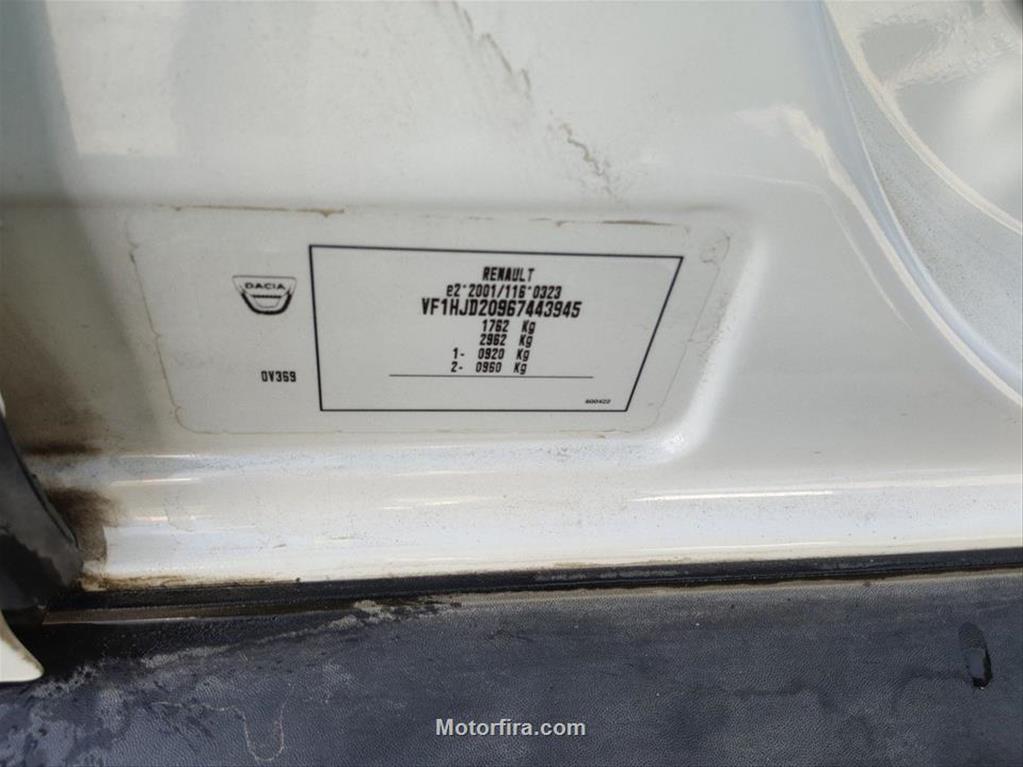 RENAULT
e2*2001/116*0323
VF1HJD20967443945
1762 Kg
2962 Kg
1- 0920 Kg
2- 0960 Kg
DACIA
0V369
600422
Motorfira.com